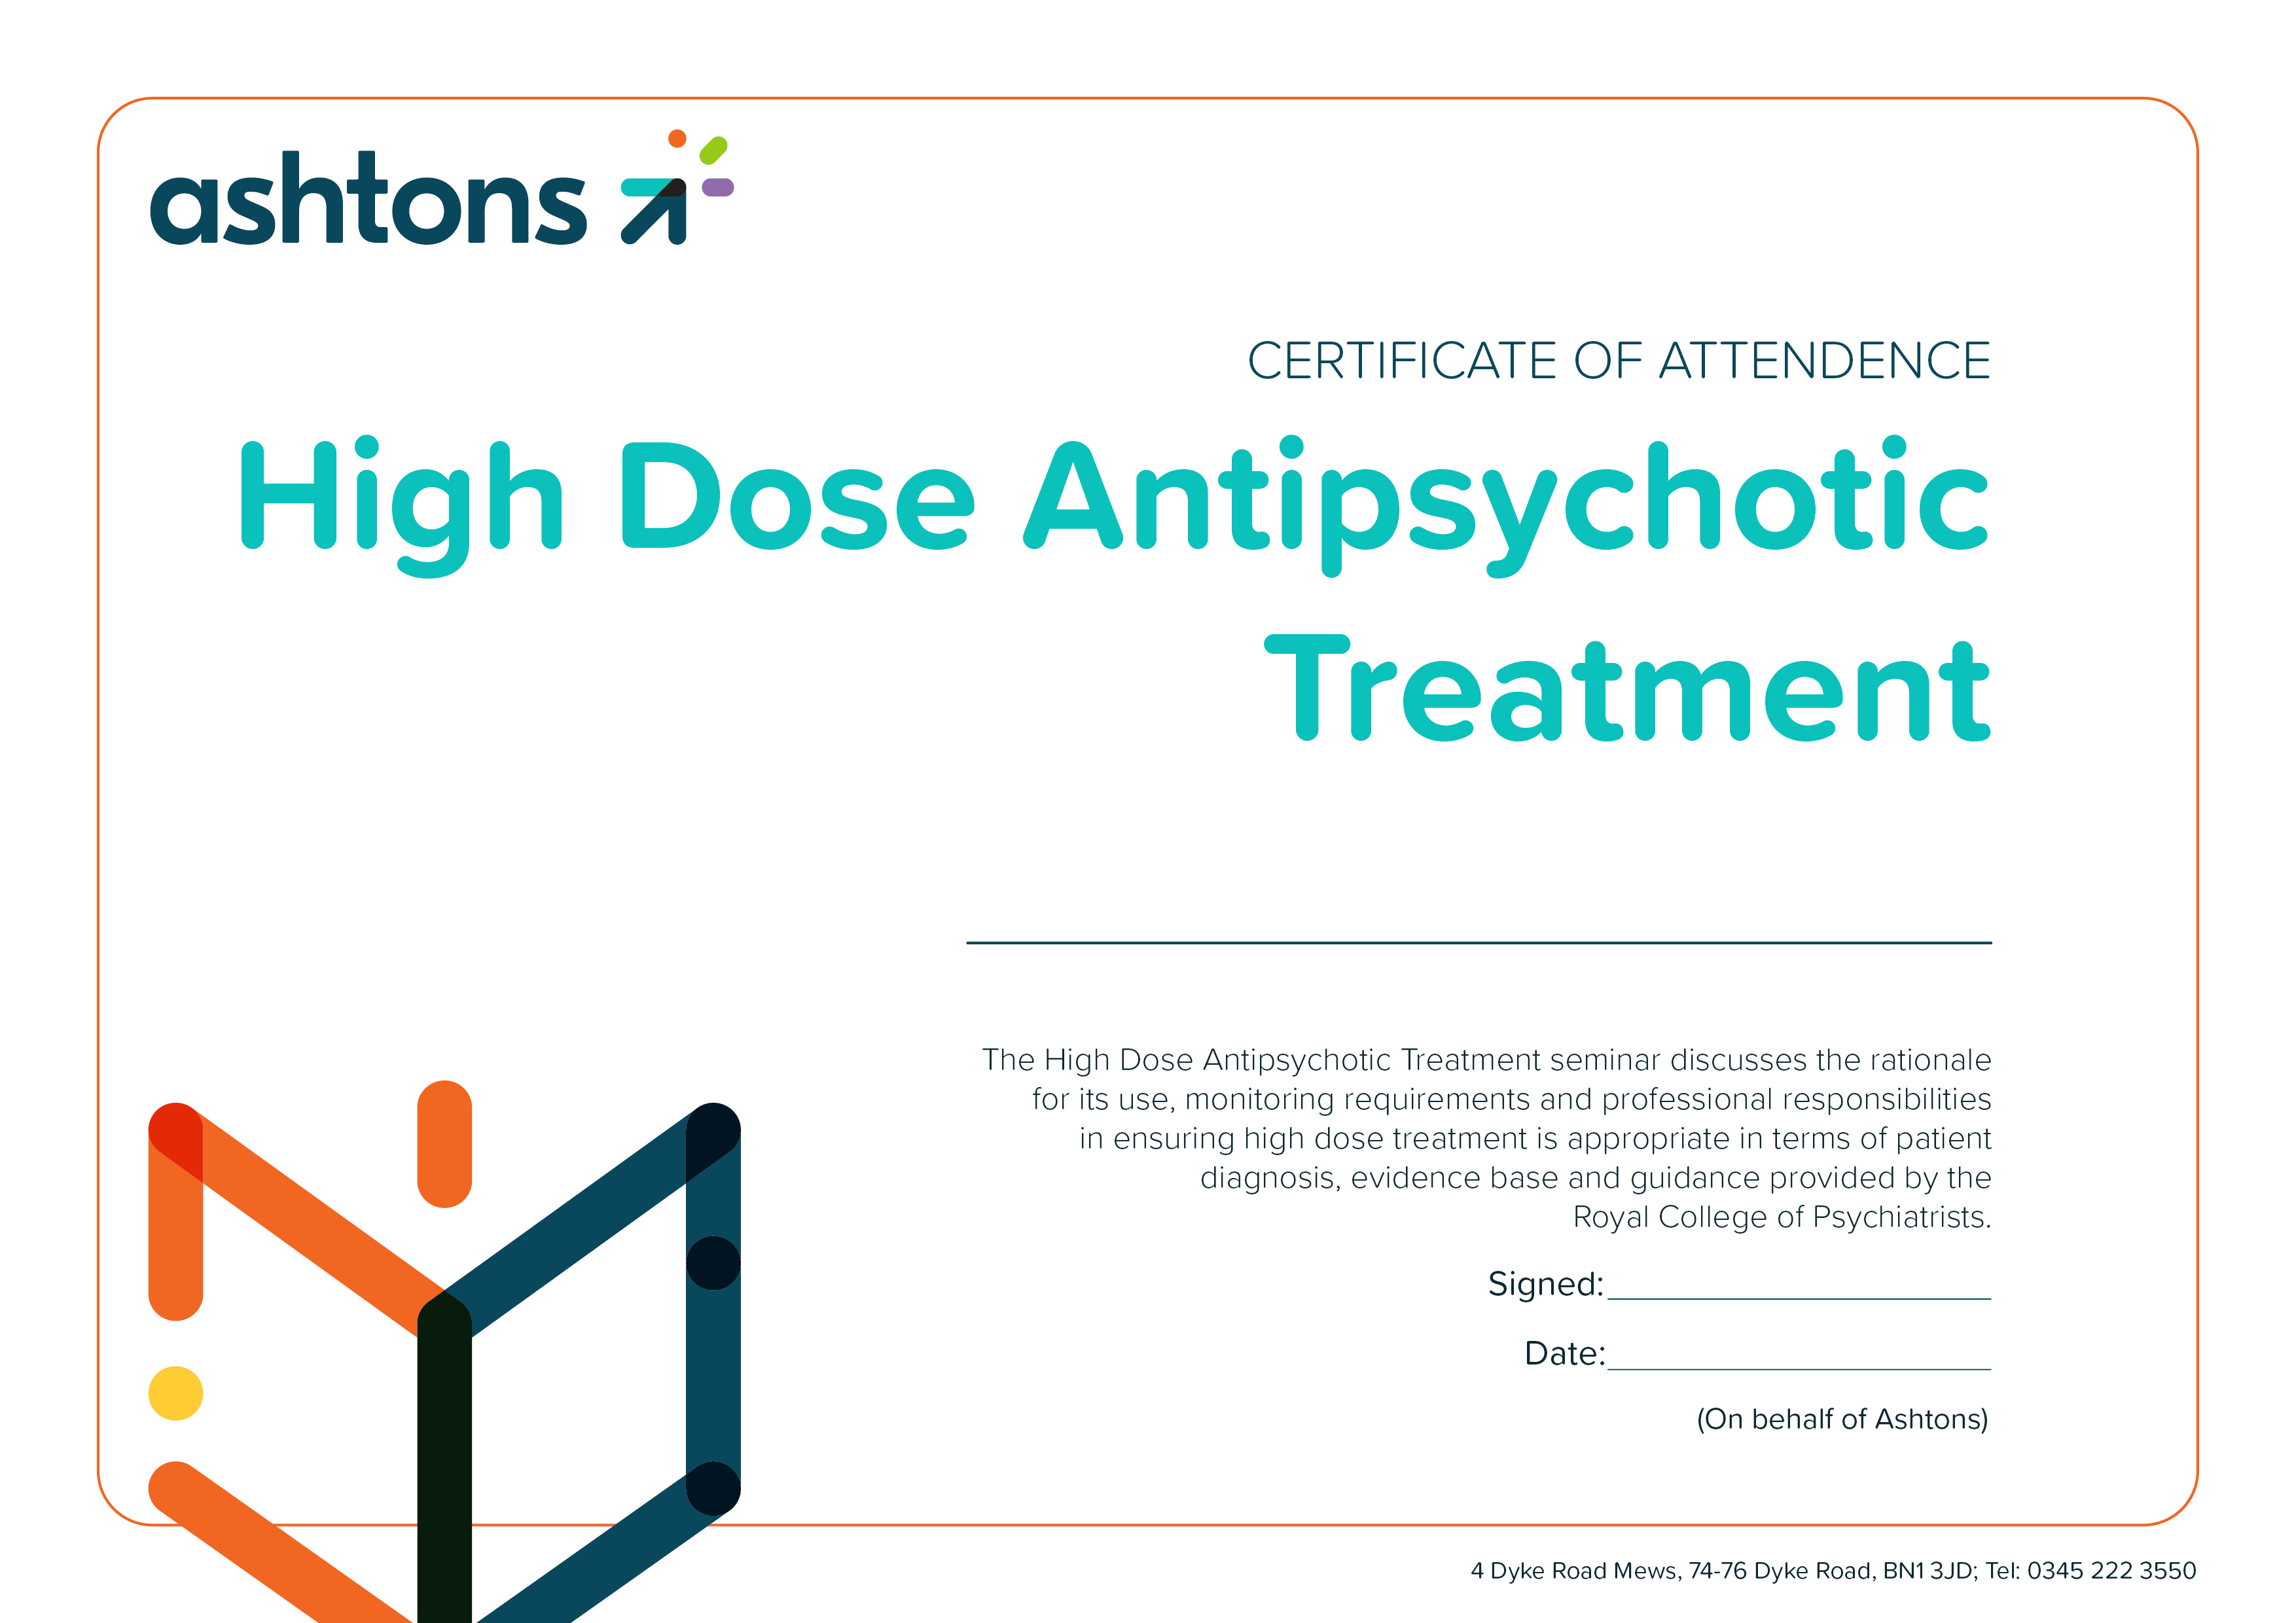 ashtons
CERTIFICATE OF ATTENDENCE
High Dose Antipsychotic
Treatment
The High Dose Antipsychotic Treatment seminar discusses the rationale
for its use, monitoring requirements and professional responsibilities
in ensuring high dose treatment is appropriate in terms of patient
diagnosis, evidence base and guidance provided by the
Royal College of Psychiatrists.
Signed:
Date:
(On behalf of Ashtons)
4 Dyke Road Mews, 74-76 Dyke Road, BN1 3JD; Tel: 0345 222 3550